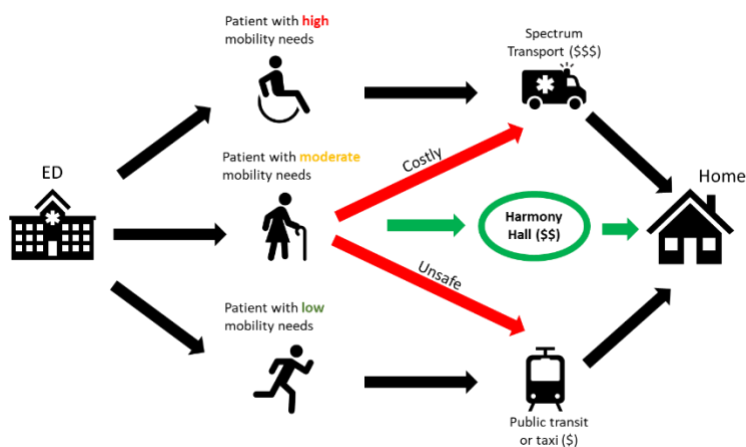 Patient with high
mobility needs
Spectrum
Transport ($$$)
ED
Patient with moderate
mobility needs
Costly
Home
Harmony
Hall ($$)
Unsafe
Patient with low
mobility needs
Public transit
or taxi ($)